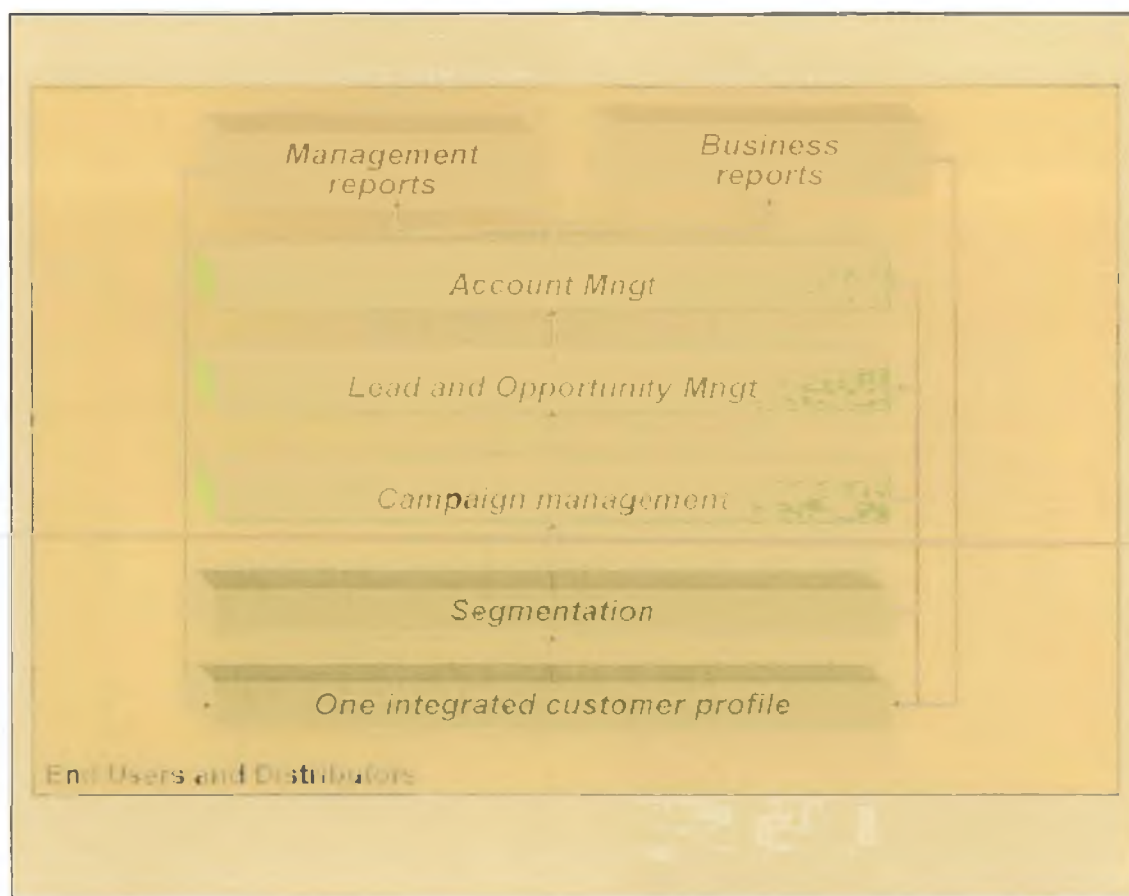 Management
reports
Business
reports
Account Mngt
Lead and Opportunity Mngt
Campaign management
Segmentation
One integrated customer profile
End Users and Distributors